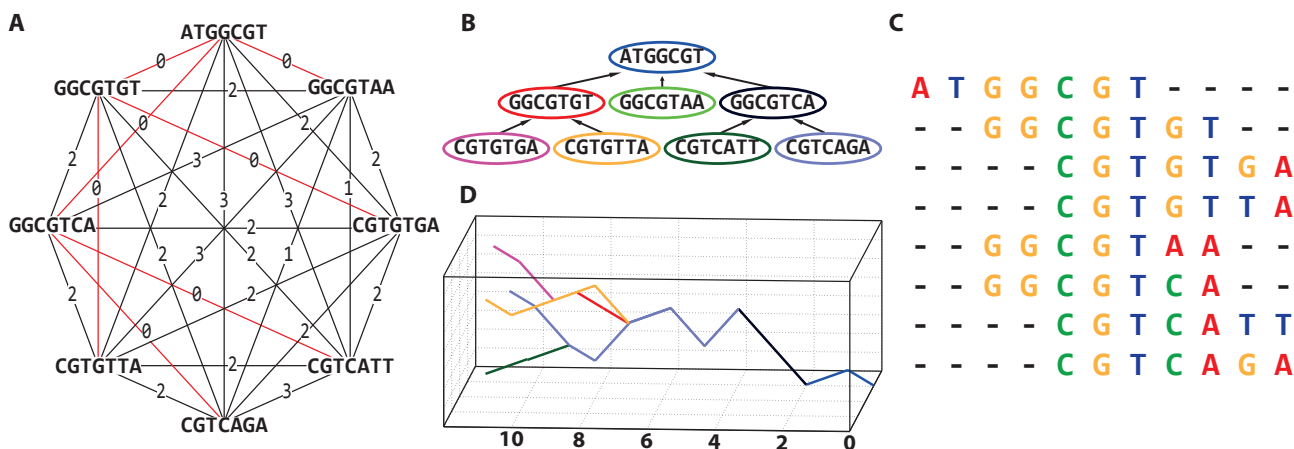 A
ATGGCGT
0
0
GGCGTGT
2
GGCGTAA
0
2
2
3
0
2
0
1
GGCGTCA
3
3
2
CGTGTGA
2
3
2
1
2
0
2
2
0
CGTGTTA
2
CGTCATT
2
3
CGTCAGA
B
ATGGCGT
GGCGTGT
GGCGTAA
GGCGTCA
CGTGTGA
CGTGTTA
CGTCATT
CGTCAGA
D
10 8 6 4 2 0
C
A T G G C G T - - - -
- - G G C G T G T - -
- - - - C G T G T G A
- - - - C G T G T T A
- - G G C G T A A - -
- - G G C G T C A - -
- - - - C G T C A T T
- - - - C G T C A G A